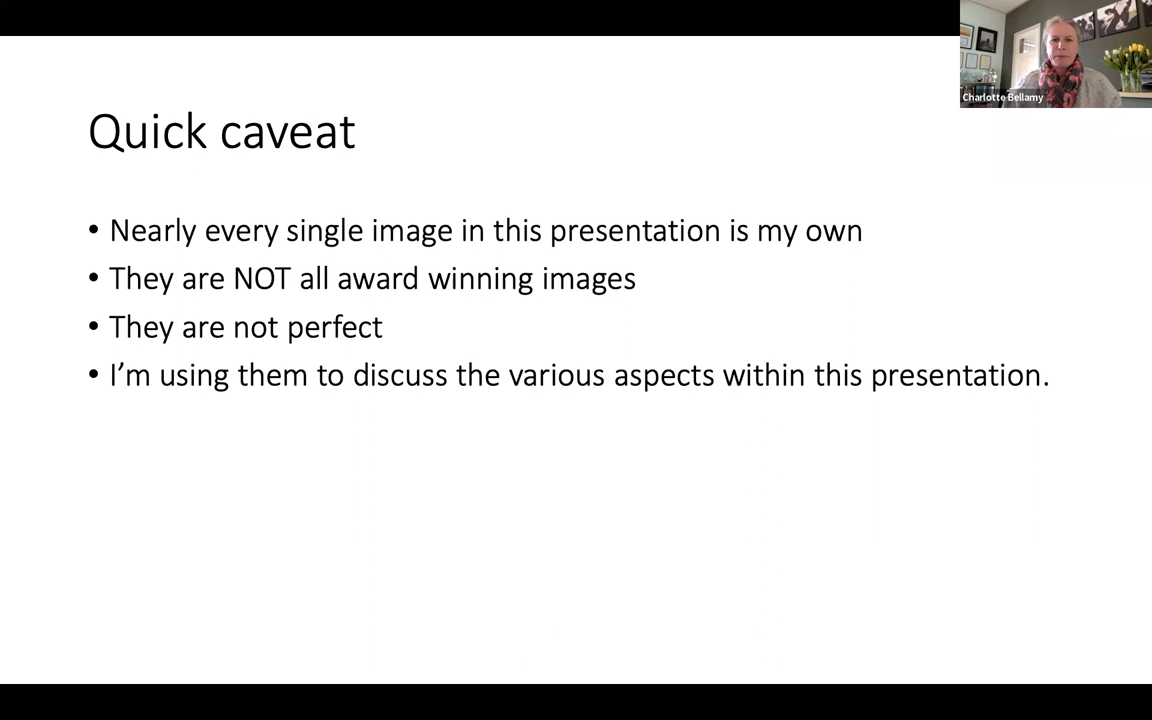 Charlotte Bellamy
Quick caveat
• Nearly every single image in this presentation is my own
• They are NOT all award winning images
• They are not perfect
• I’m using them to discuss the various aspects within this presentation.